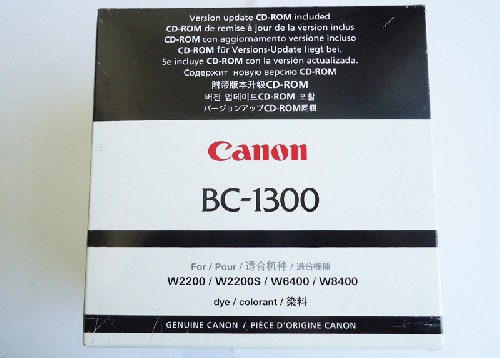 Version update CD-ROM included
CD-ROM de remise à jour de la version inclus
CD-ROM con aggiornamento versione incluso
CD-ROM für Versions-Update liegt bei.
Se incluye CD-ROM con la versión actualizada.
Содержит новую версию CD-ROM
附带版本升级CD-ROM
버전 업데이트CD-ROM 포함
バージョンアップCD-ROM同梱
Canon
BC-1300
For / Pour / 适合机种 / 適合機種
W2200 / W2200S / W6400 / W8400
dye / colorant / 染料
GENUINE CANON / PIÈCE D'ORIGINE CANON